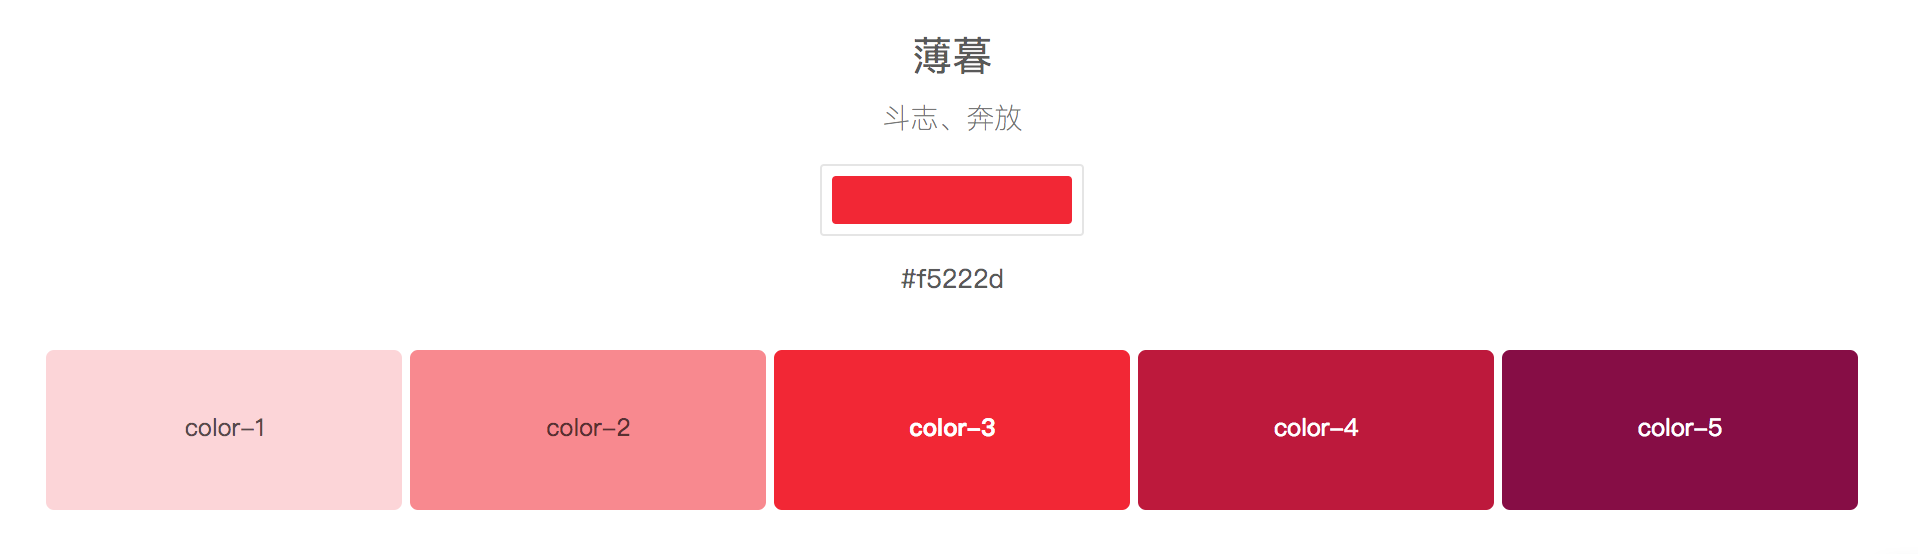 薄暮
斗志、奔放
#f5222d
color-1
color-2
color-3
color-4
color-5